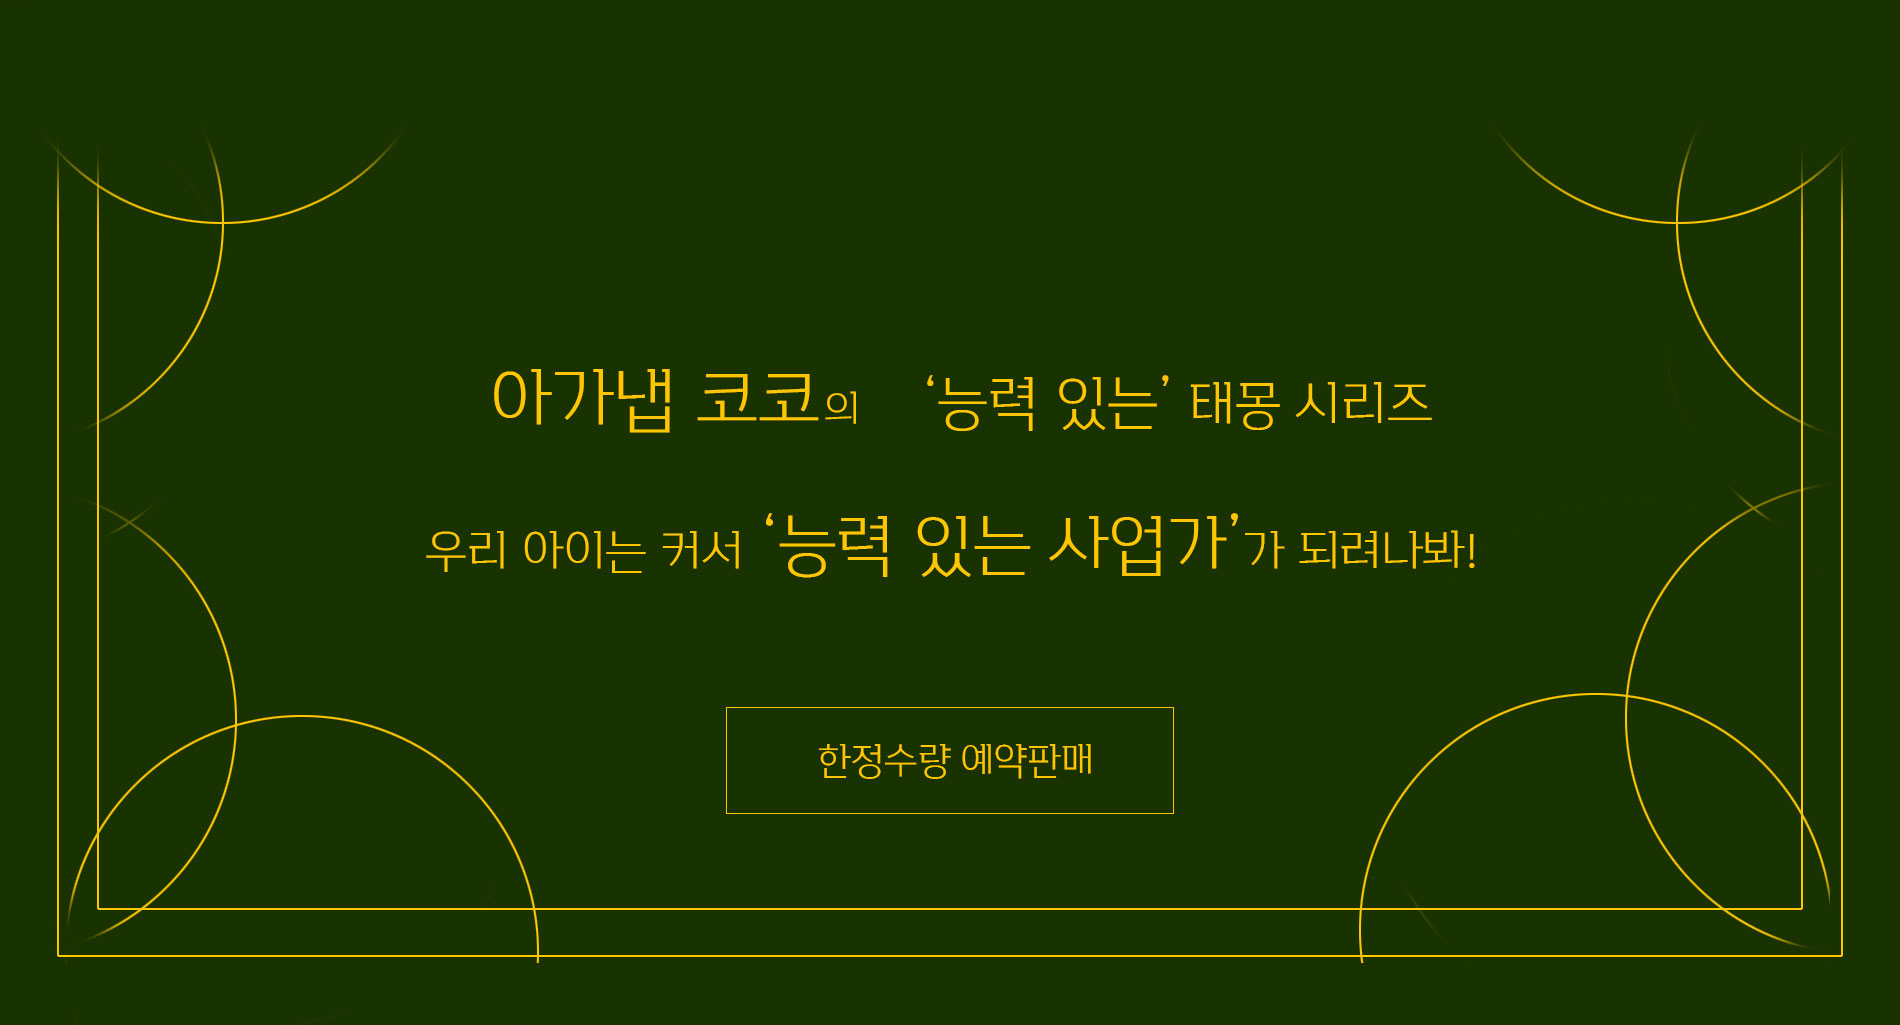 아가냅 코코의 ‘능력 있는’ 태몽 시리즈
우리 아이는 커서 ‘능력 있는 사업가’가 되려나봐!
한정수량 예약판매